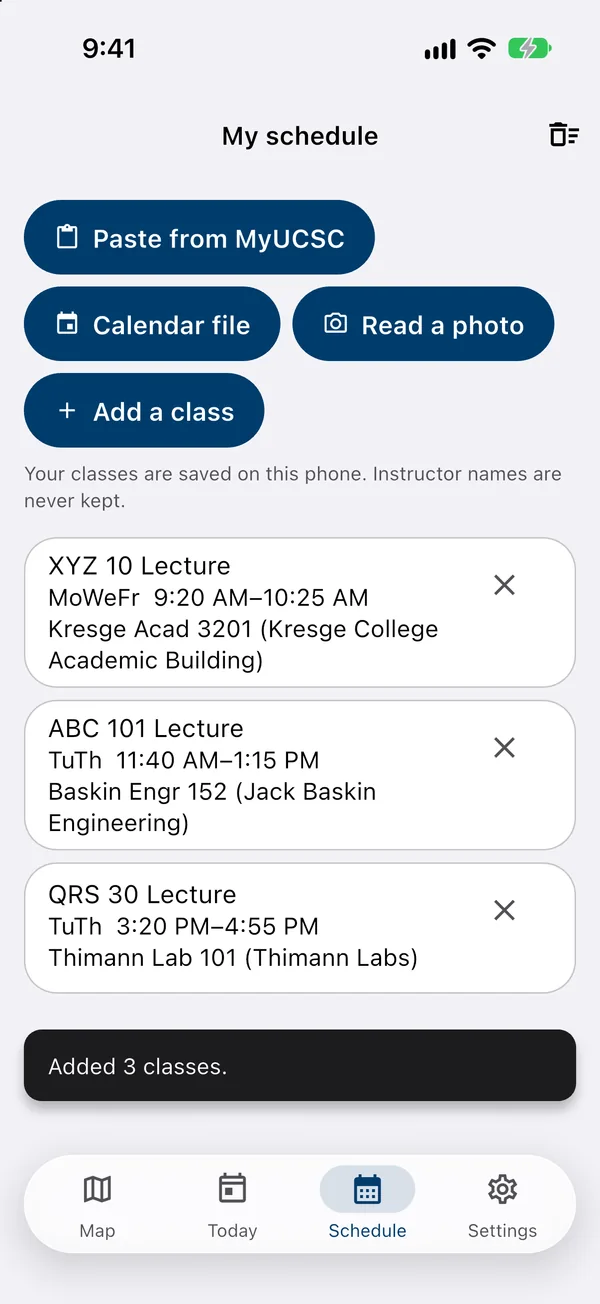 9:41
My schedule
Paste from MyUCSC
Calendar file
Read a photo
Add a class
Your classes are saved on this phone. Instructor names are
never kept.
XYZ 10 Lecture
MoWeFr  9:20 AM–10:25 AM
Kresge Acad 3201 (Kresge College
Academic Building)
ABC 101 Lecture
TuTh  11:40 AM–1:15 PM
Baskin Engr 152 (Jack Baskin
Engineering)
QRS 30 Lecture
TuTh  3:20 PM–4:55 PM
Thimann Lab 101 (Thimann Labs)
Added 3 classes.
Map
Today
Schedule
Settings